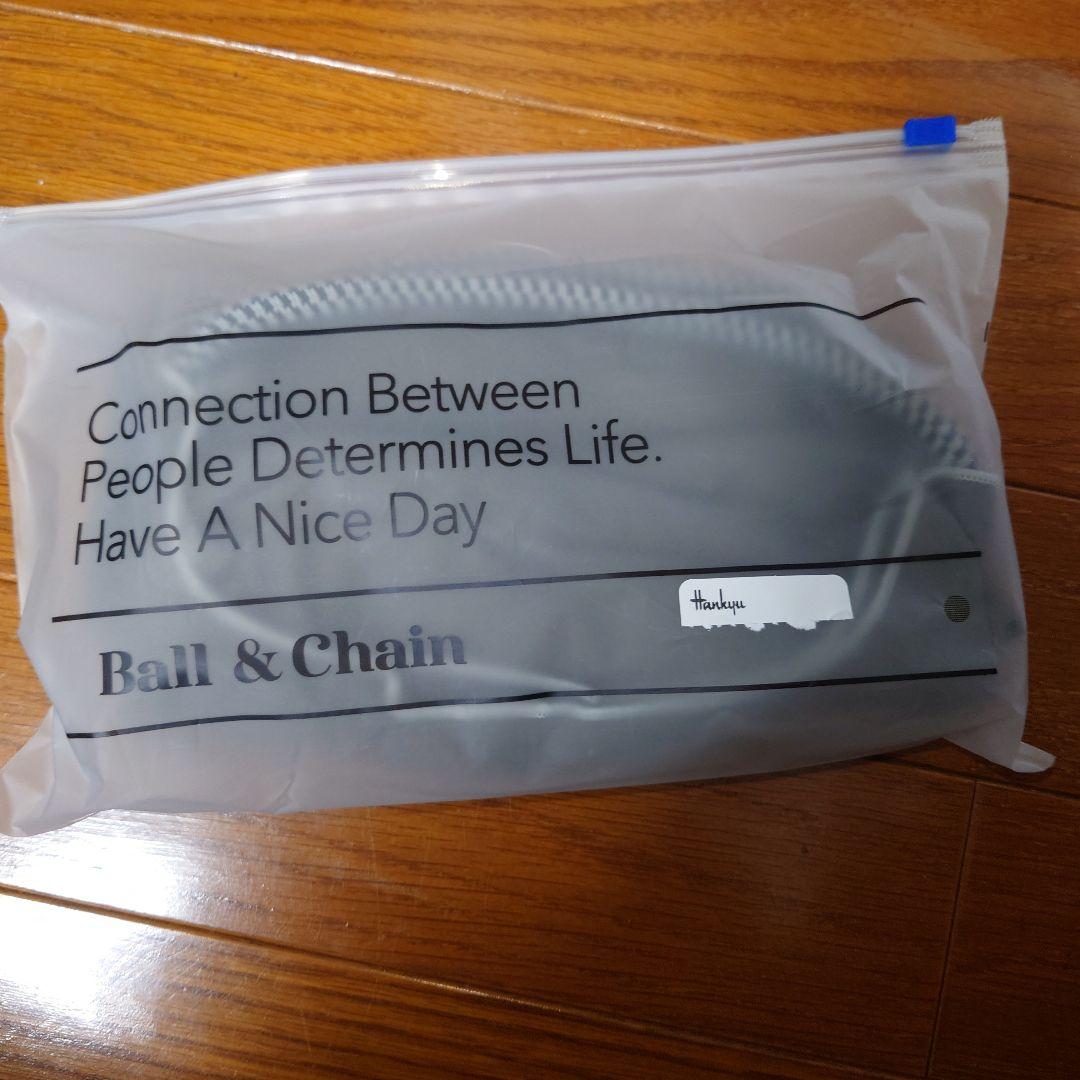 Connection Between
People Determines Life.
Have A Nice Day
Ball & Chain
Hankyu